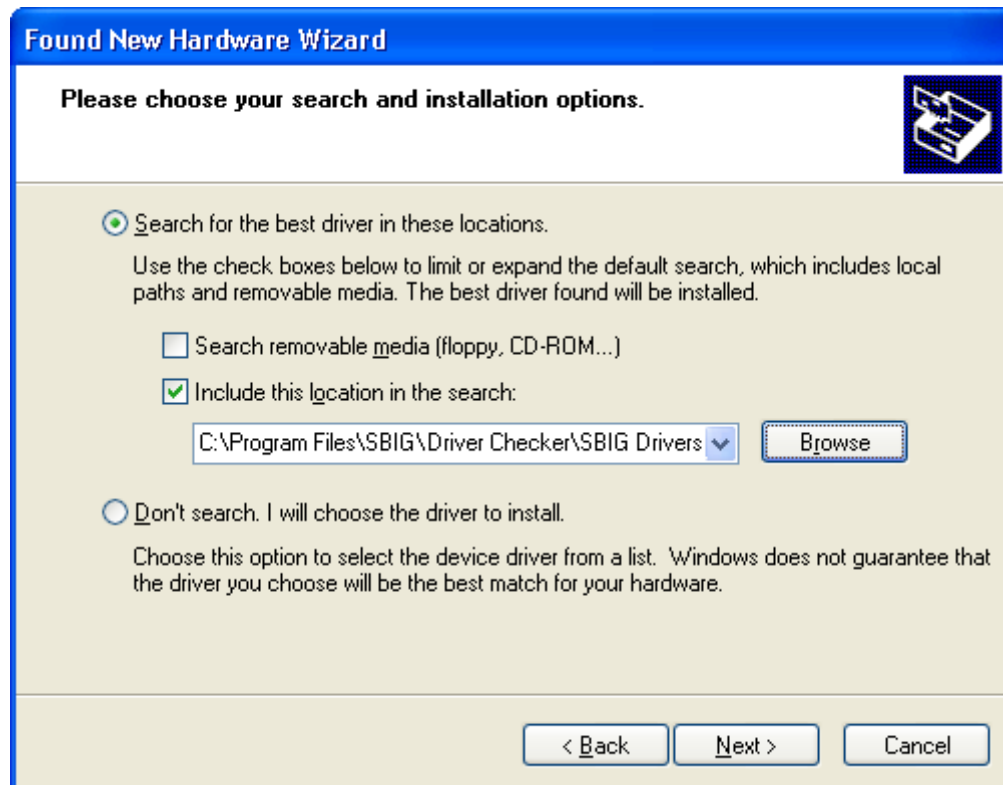 Found New Hardware Wizard
Please choose your search and installation options.
Search for the best driver in these locations.
Use the check boxes below to limit or expand the default search, which includes local
paths and removable media. The best driver found will be installed.
Search removable media (floppy, CD-ROM...)
Include this location in the search:
C:\Program Files\SBIG\Driver Checker\SBIG Drivers
Browse
Don't search. I will choose the driver to install.
Choose this option to select the device driver from a list.  Windows does not guarantee that
the driver you choose will be the best match for your hardware.
< Back
Next >
Cancel